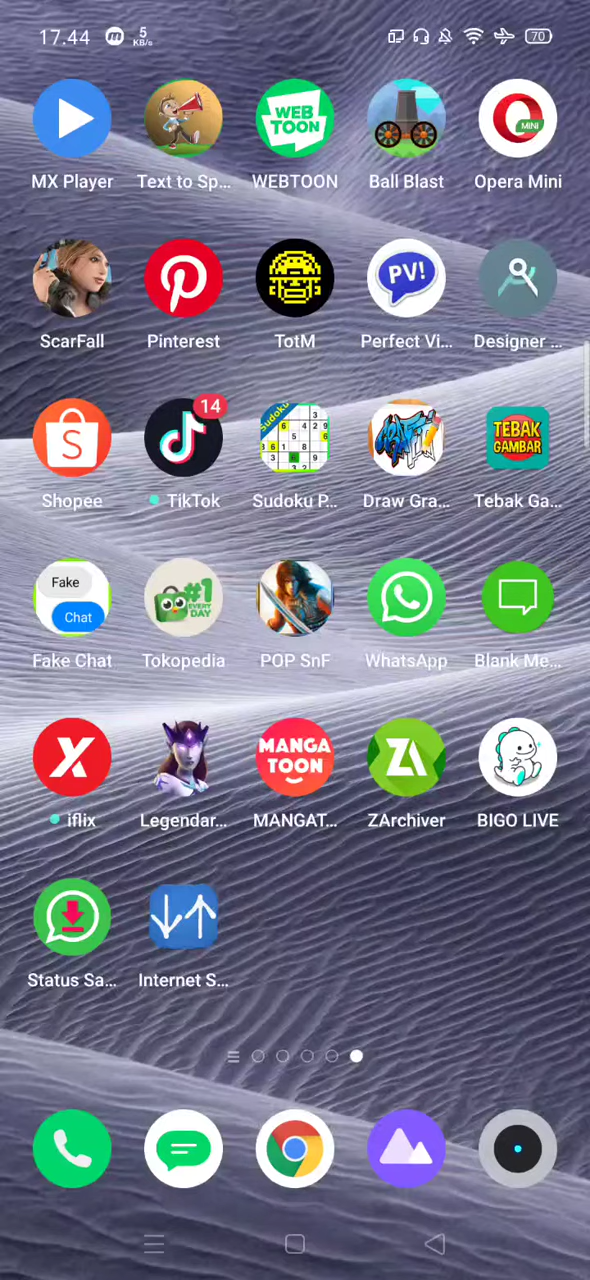 17.44 m 5 KB/s 70
MX Player Text to Sp... WEBTOON Ball Blast Opera Mini
WEB
TOON
MINI
PV!
ScarFall Pinterest TotM Perfect Vi... Designer ...
14
Sudoku
TEBAK
GAMBAR
Shopee TikTok Sudoku P... Draw Gra... Tebak Ga...
Fake
Chat
#1
EVERY
DAY
Fake Chat Tokopedia POP SnF WhatsApp Blank Me...
MANGA
TOON
ZA
iflix Legendar... MANGAT... ZArchiver BIGO LIVE
Status Sa... Internet S...